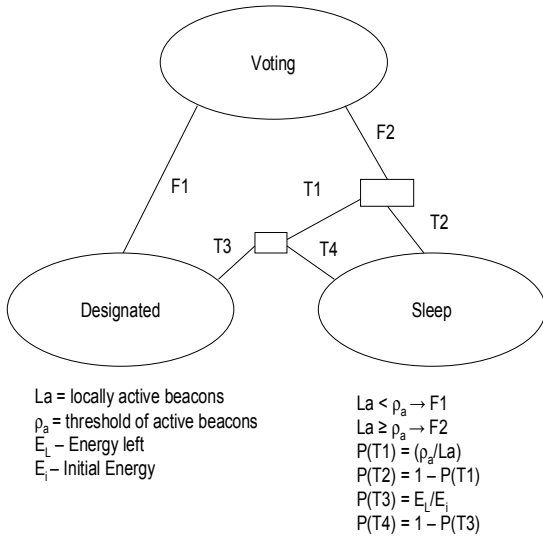 Voting
F2
F1
T1
T2
T3
T4
Designated
Sleep
La = locally active beacons
ρa = threshold of active beacons
EL – Energy left
Ei – Initial Energy
La < ρa → F1
La ≥ ρa → F2
P(T1) = (ρa/La)
P(T2) = 1 – P(T1)
P(T3) = EL/Ei
P(T4) = 1 – P(T3)